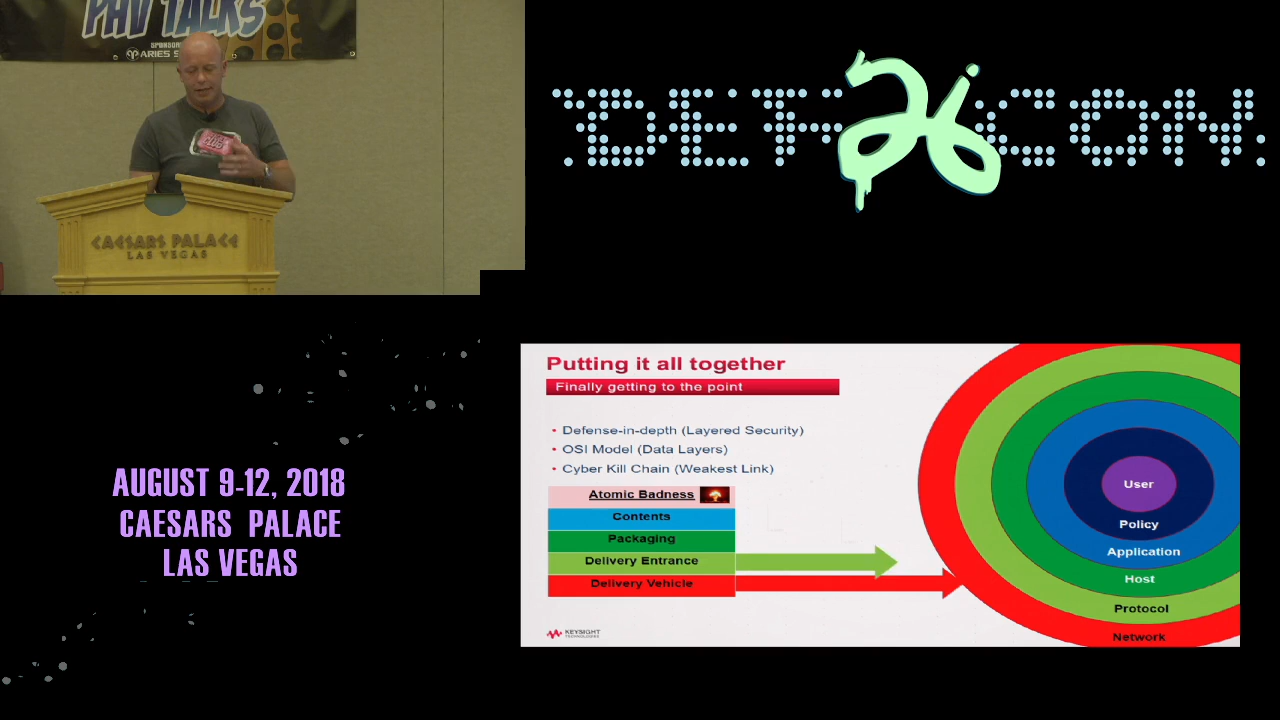 PHV TALKS
ARIES
CAESARS PALACE
LAS VEGAS
DEF 26 CON
AUGUST 9-12, 2018
CAESARS PALACE
LAS VEGAS
Putting it all together
Finally getting to the point
• Defense-in-depth (Layered Security)
• OSI Model (Data Layers)
• Cyber Kill Chain (Weakest Link)
Atomic Badness
Contents
Packaging
Delivery Entrance
Delivery Vehicle
User
Policy
Application
Host
Protocol
Network
KEYSIGHT
TECHNOLOGIES